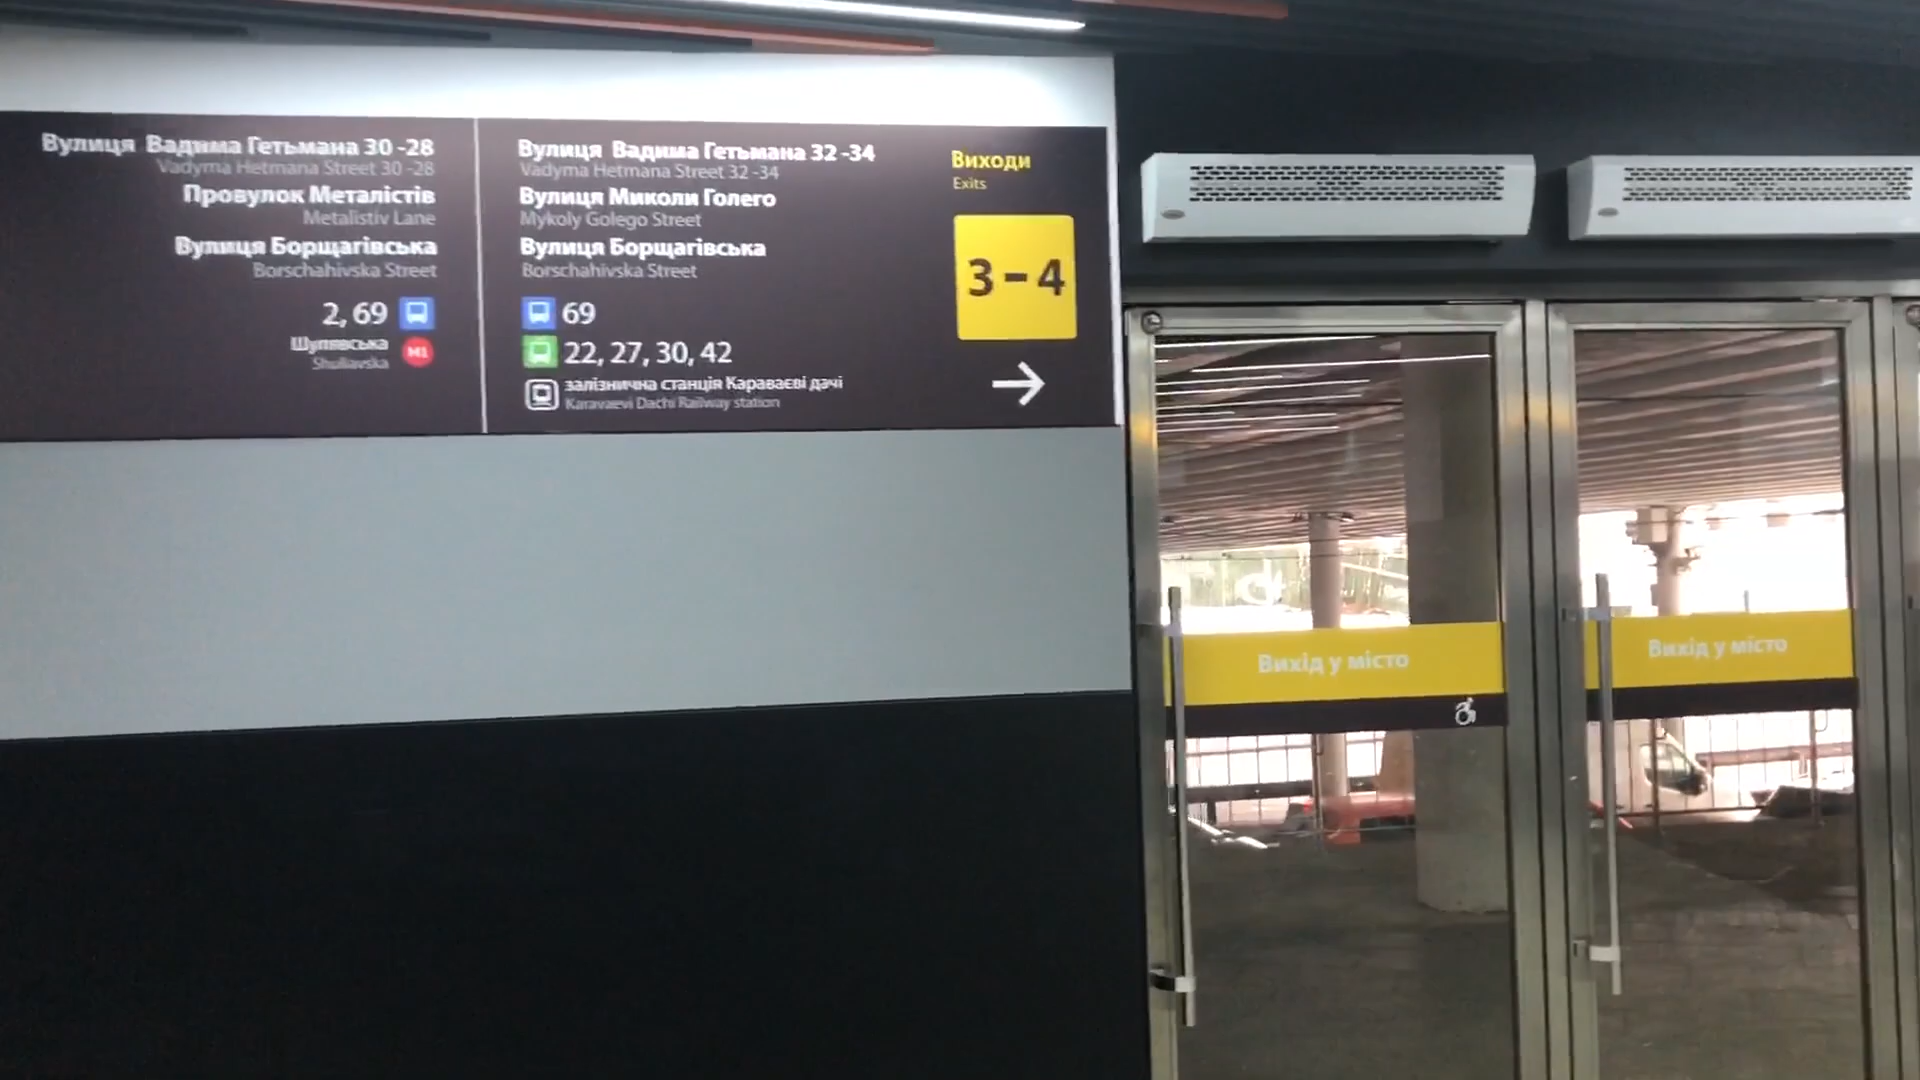 Вулиця Вадима Гетьмана 30 -28
Vadyma Hetmana Street 30 -28
Провулок Металістів
Metalistiv Lane
Вулиця Борщагівська
Borschahivska Street
2, 69
Шулявська
Shuliavska
M1
Вулиця Вадима Гетьмана 32 -34
Vadyma Hetmana Street 32 -34
Вулиця Миколи Голего
Mykoly Golego Street
Вулиця Борщагівська
Borschahivska Street
69
22, 27, 30, 42
залізнична станція Караваєві дачі
Karavaevi Dachi Railway station
Виходи
Exits
3 - 4
Вихід у місто
Вихід у місто